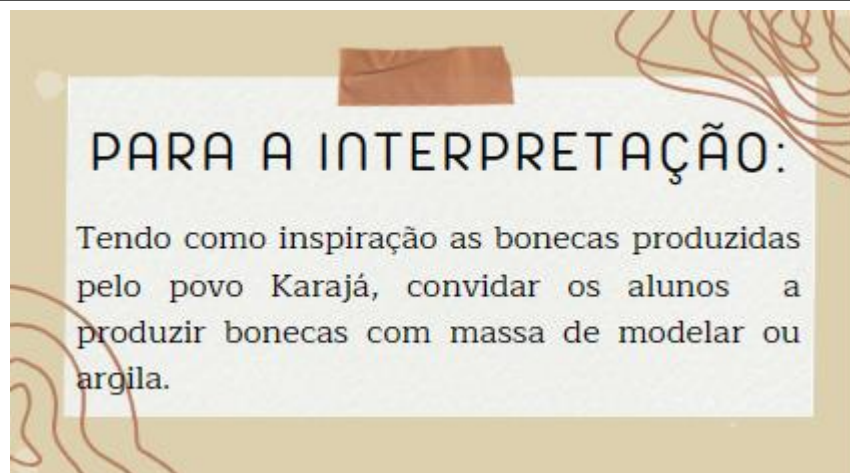 PARA A INTERPRETAÇÃO:
Tendo como inspiração as bonecas produzidas
pelo povo Karajá, convidar os alunos a
produzir bonecas com massa de modelar ou
argila.